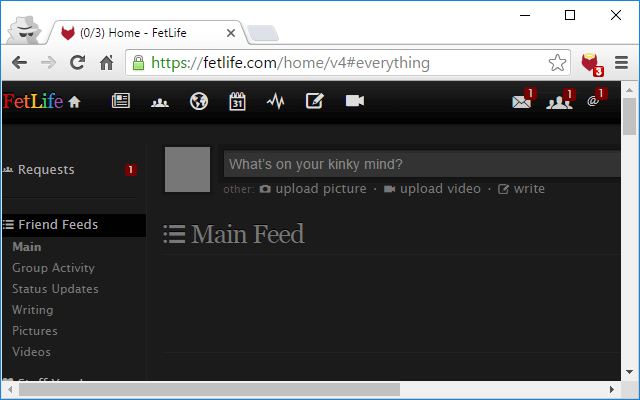 (0/3) Home - FetLife
https://fetlife.com/home/v4#everything
3
FetLife
31
1
1
@ 1
Requests 1
What's on your kinky mind?
other: upload picture · upload video · write
Friend Feeds
Main Feed
Main
Group Activity
Status Updates
Writing
Pictures
Videos